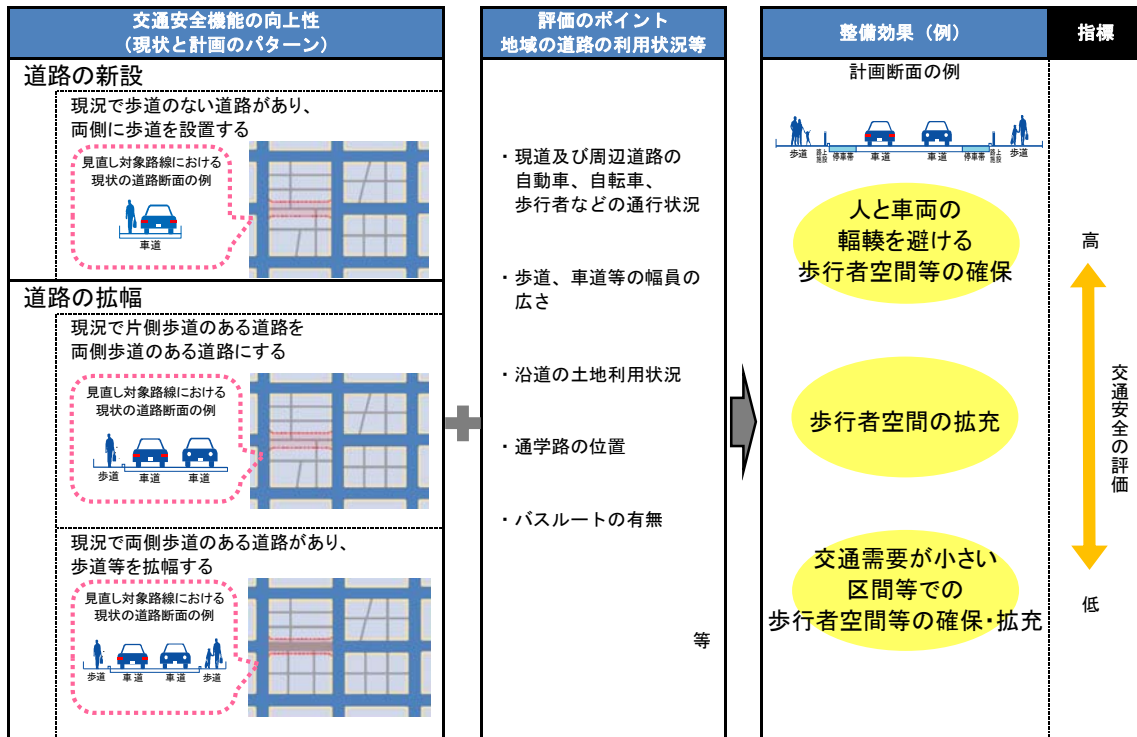 交通安全機能の向上性
（現状と計画のパターン）
道路の新設
現況で歩道のない道路があり、
両側に歩道を設置する
見直し対象路線における
現状の道路断面の例
車道
道路の拡幅
現況で片側歩道のある道路を
両側歩道のある道路にする
見直し対象路線における
現状の道路断面の例
歩道 車道 車道
現況で両側歩道のある道路があり、
歩道等を拡幅する
見直し対象路線における
現状の道路断面の例
歩道 車道 車道 歩道
評価のポイント
地域の道路の利用状況等
・現道及び周辺道路の
自動車、自転車、
歩行者などの通行状況
・歩道、車道等の幅員の
広さ
・沿道の土地利用状況
・通学路の位置
・バスルートの有無
等
整備効果（例）
計画断面の例
歩道 路上施設 停車帯 車道 車道 停車帯 路上施設 歩道
人と車両の
輻輳を避ける
歩行者空間等の確保
歩行者空間の拡充
交通需要が小さい
区間等での
歩行者空間等の確保・拡充
指標
高
交通安全の評価
低